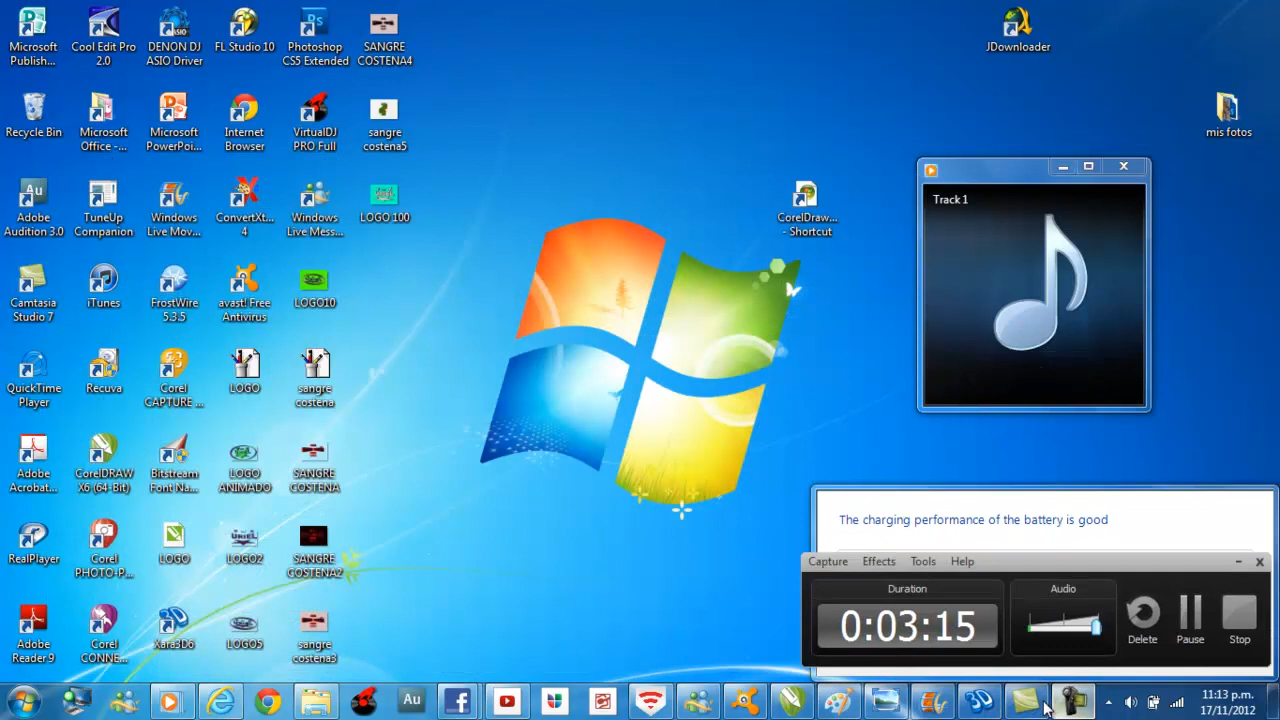 Microsoft Publish...
Cool Edit Pro 2.0
DENON DJ ASIO Driver
FL Studio 10
Photoshop CS5 Extended
SANGRE COSTENA4
JDownloader
Recycle Bin
Microsoft Office -...
Microsoft PowerPoi...
Internet Browser
VirtualDJ PRO Full
sangre costena5
mis fotos
Adobe Audition 3.0
TuneUp Companion
Windows Live Mov...
ConvertXt... 4
Windows Live Mess...
LOGO 100
CorelDraw... - Shortcut
Track 1
Camtasia Studio 7
iTunes
FrostWire 5.3.5
avast! Free Antivirus
LOGO10
QuickTime Player
Recuva
Corel CAPTURE ...
LOGO
sangre costena
Adobe Acrobat...
CorelDRAW X6 (64-Bit)
Bitstream Font Na...
LOGO ANIMADO
SANGRE COSTENA
RealPlayer
Corel PHOTO-P...
LOGO
LOGO2
SANGRE COSTENA2
Adobe Reader 9
Corel CONNE...
Xara3D6
LOGO5
sangre costena3
The charging performance of the battery is good
Capture Effects Tools Help
Duration
0:03:15
Audio
Delete
Pause
Stop
11:13 p.m.
17/11/2012